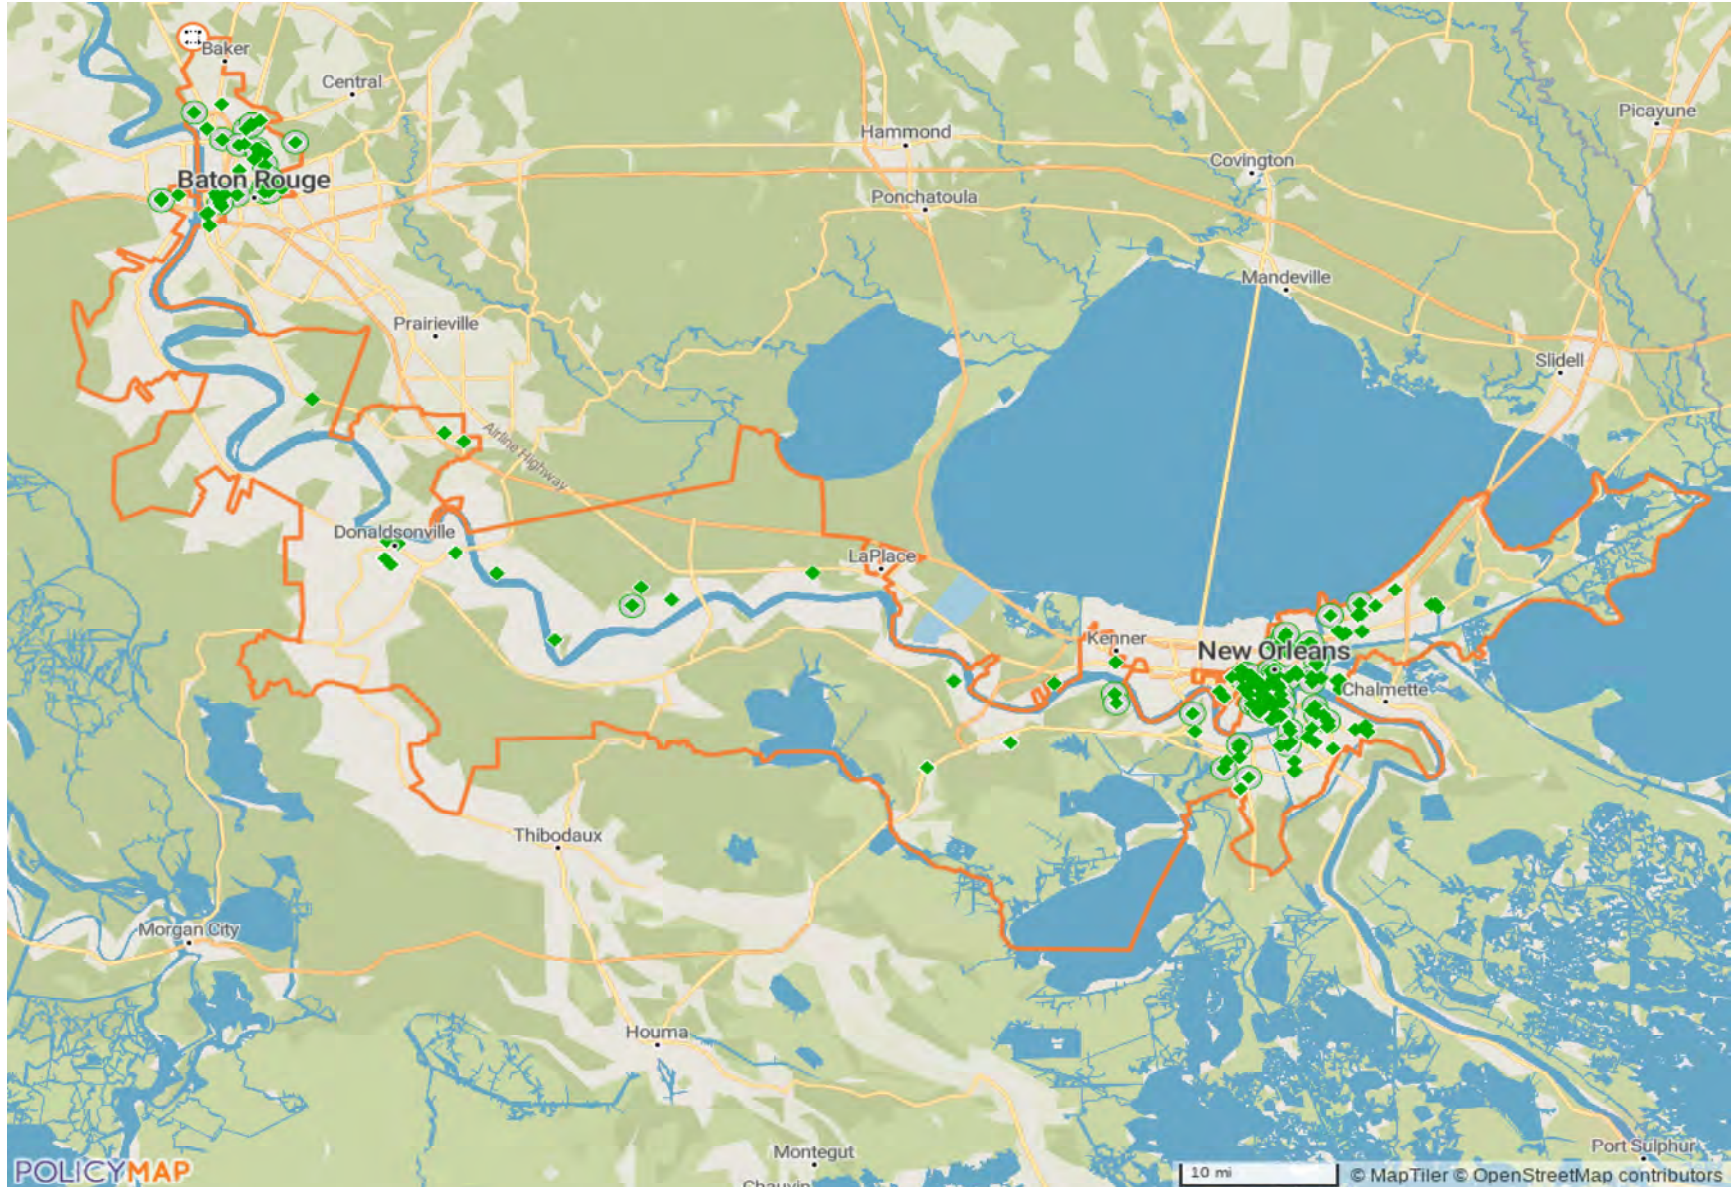 Baker
Central
Picayune
Hammond
Covington
Baton Rouge
Ponchatoula
Mandeville
Prairieville
Slidell
Airline Highway
Donaldsonville
LaPlace
Kenner
New Orleans
Chalmette
Thibodaux
Morgan City
Houma
Montegut
Port Sulphur
Chauvin
POLICYMAP
10 mi
© MapTiler © OpenStreetMap contributors